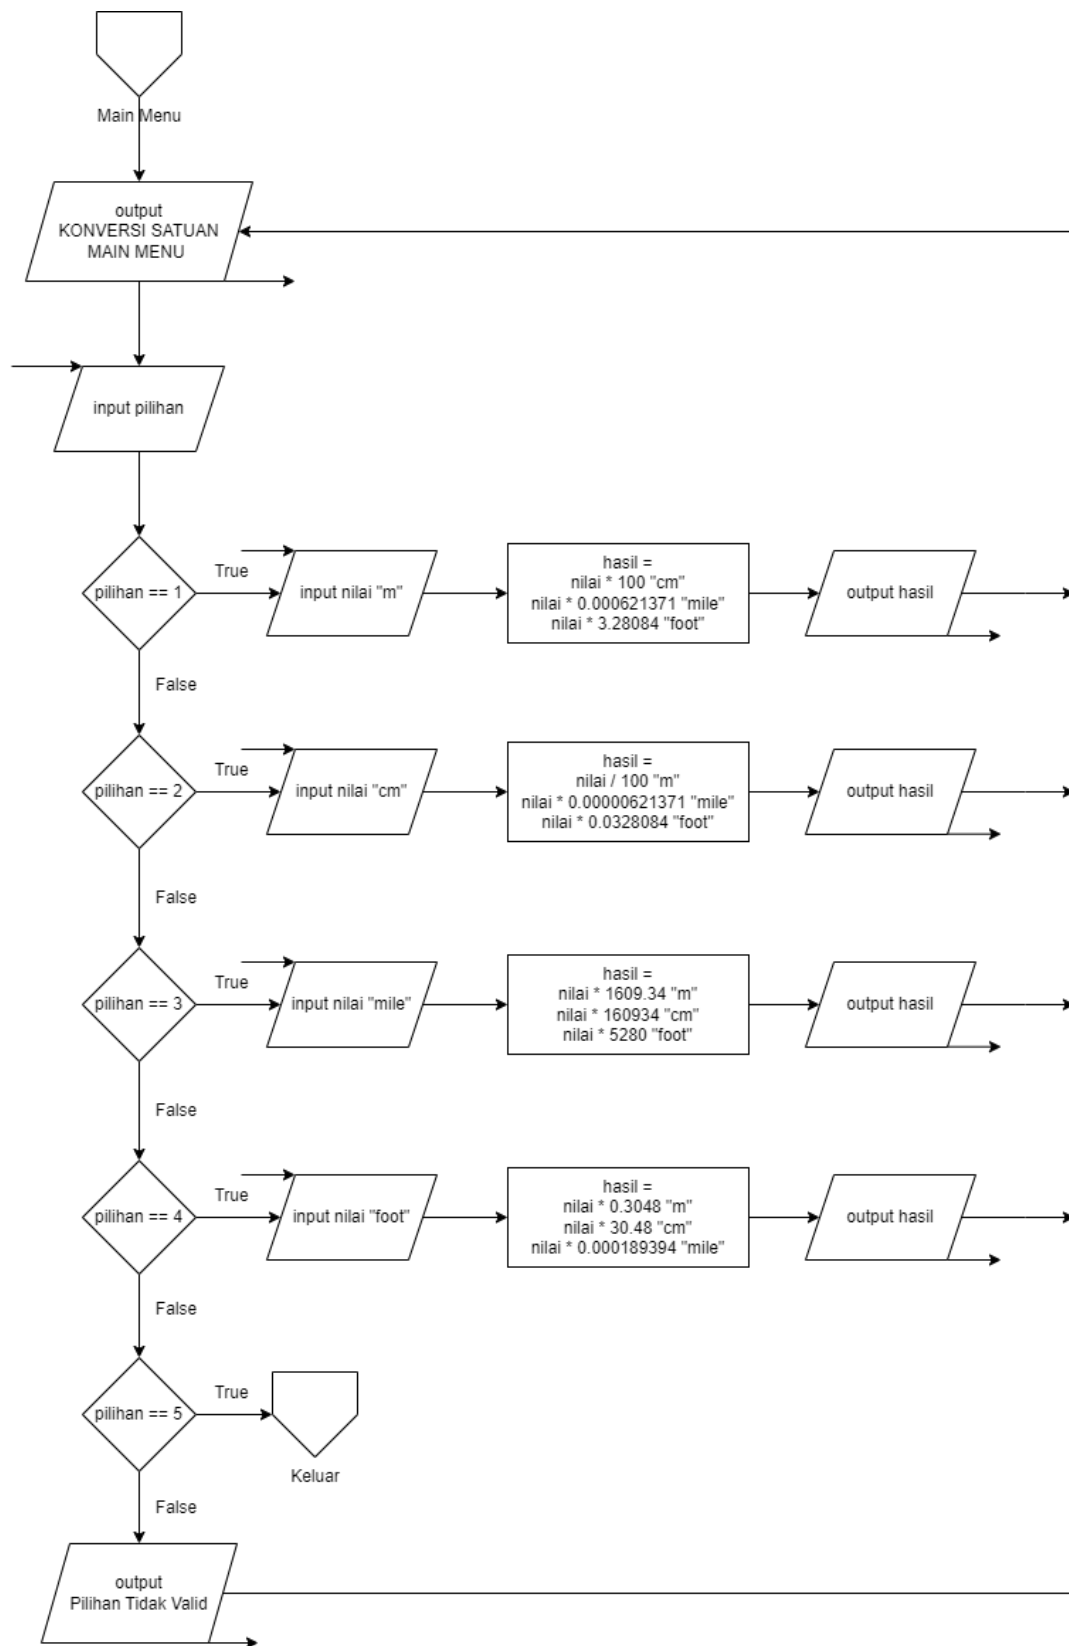 Main Menu
output
KONVERSI SATUAN
MAIN MENU
input pilihan
pilihan == 1
True
input nilai "m"
hasil =
nilai * 100 "cm"
nilai * 0.000621371 "mile"
nilai * 3.28084 "foot"
output hasil
False
pilihan == 2
True
input nilai "cm"
hasil =
nilai / 100 "m"
nilai * 0.00000621371 "mile"
nilai * 0.0328084 "foot"
output hasil
False
pilihan == 3
True
input nilai "mile"
hasil =
nilai * 1609.34 "m"
nilai * 160934 "cm"
nilai * 5280 "foot"
output hasil
False
pilihan == 4
True
input nilai "foot"
hasil =
nilai * 0.3048 "m"
nilai * 30.48 "cm"
nilai * 0.000189394 "mile"
output hasil
False
pilihan == 5
True
Keluar
False
output
Pilihan Tidak Valid